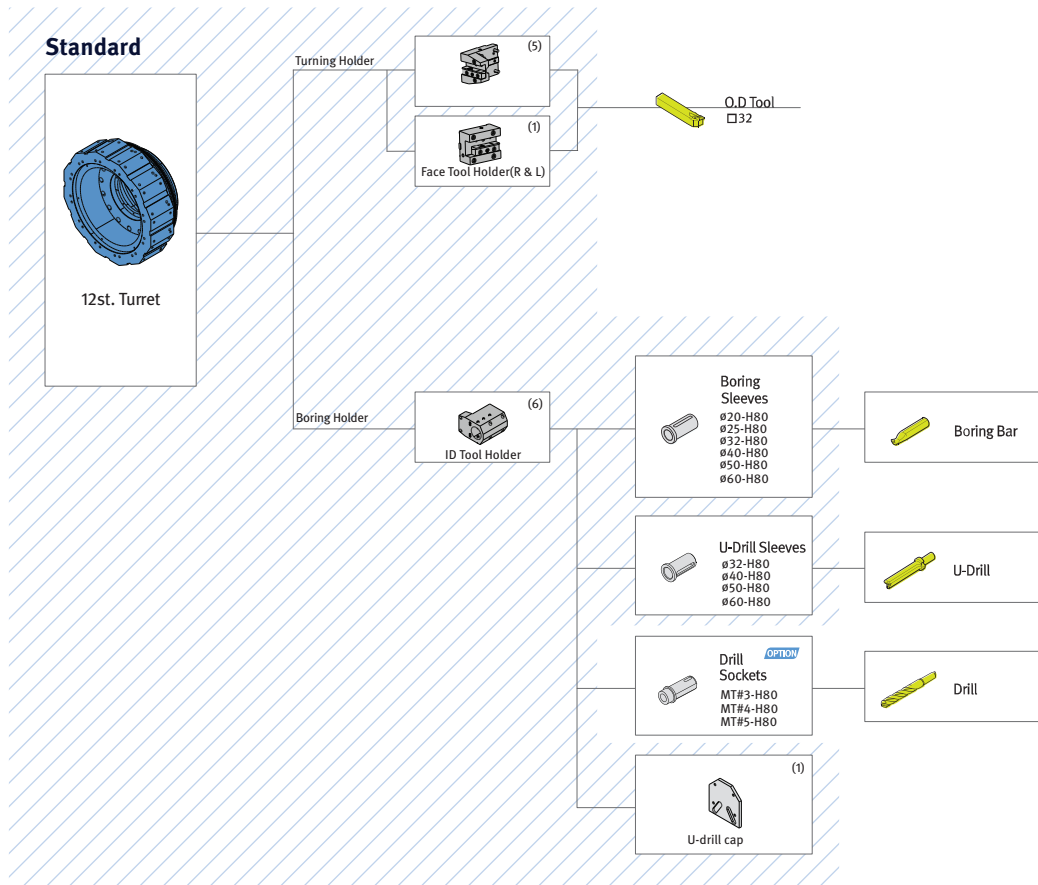 Standard
12st. Turret
Turning Holder
(5)
(1)
Face Tool Holder(R & L)
O.D Tool
□32
Boring Holder
(6)
ID Tool Holder
Boring
Sleeves
ø20-H80
ø25-H80
ø32-H80
ø40-H80
ø50-H80
ø60-H80
Boring Bar
U-Drill Sleeves
ø32-H80
ø40-H80
ø50-H80
ø60-H80
U-Drill
OPTION
Drill
Sockets
MT#3-H80
MT#4-H80
MT#5-H80
Drill
(1)
U-drill cap